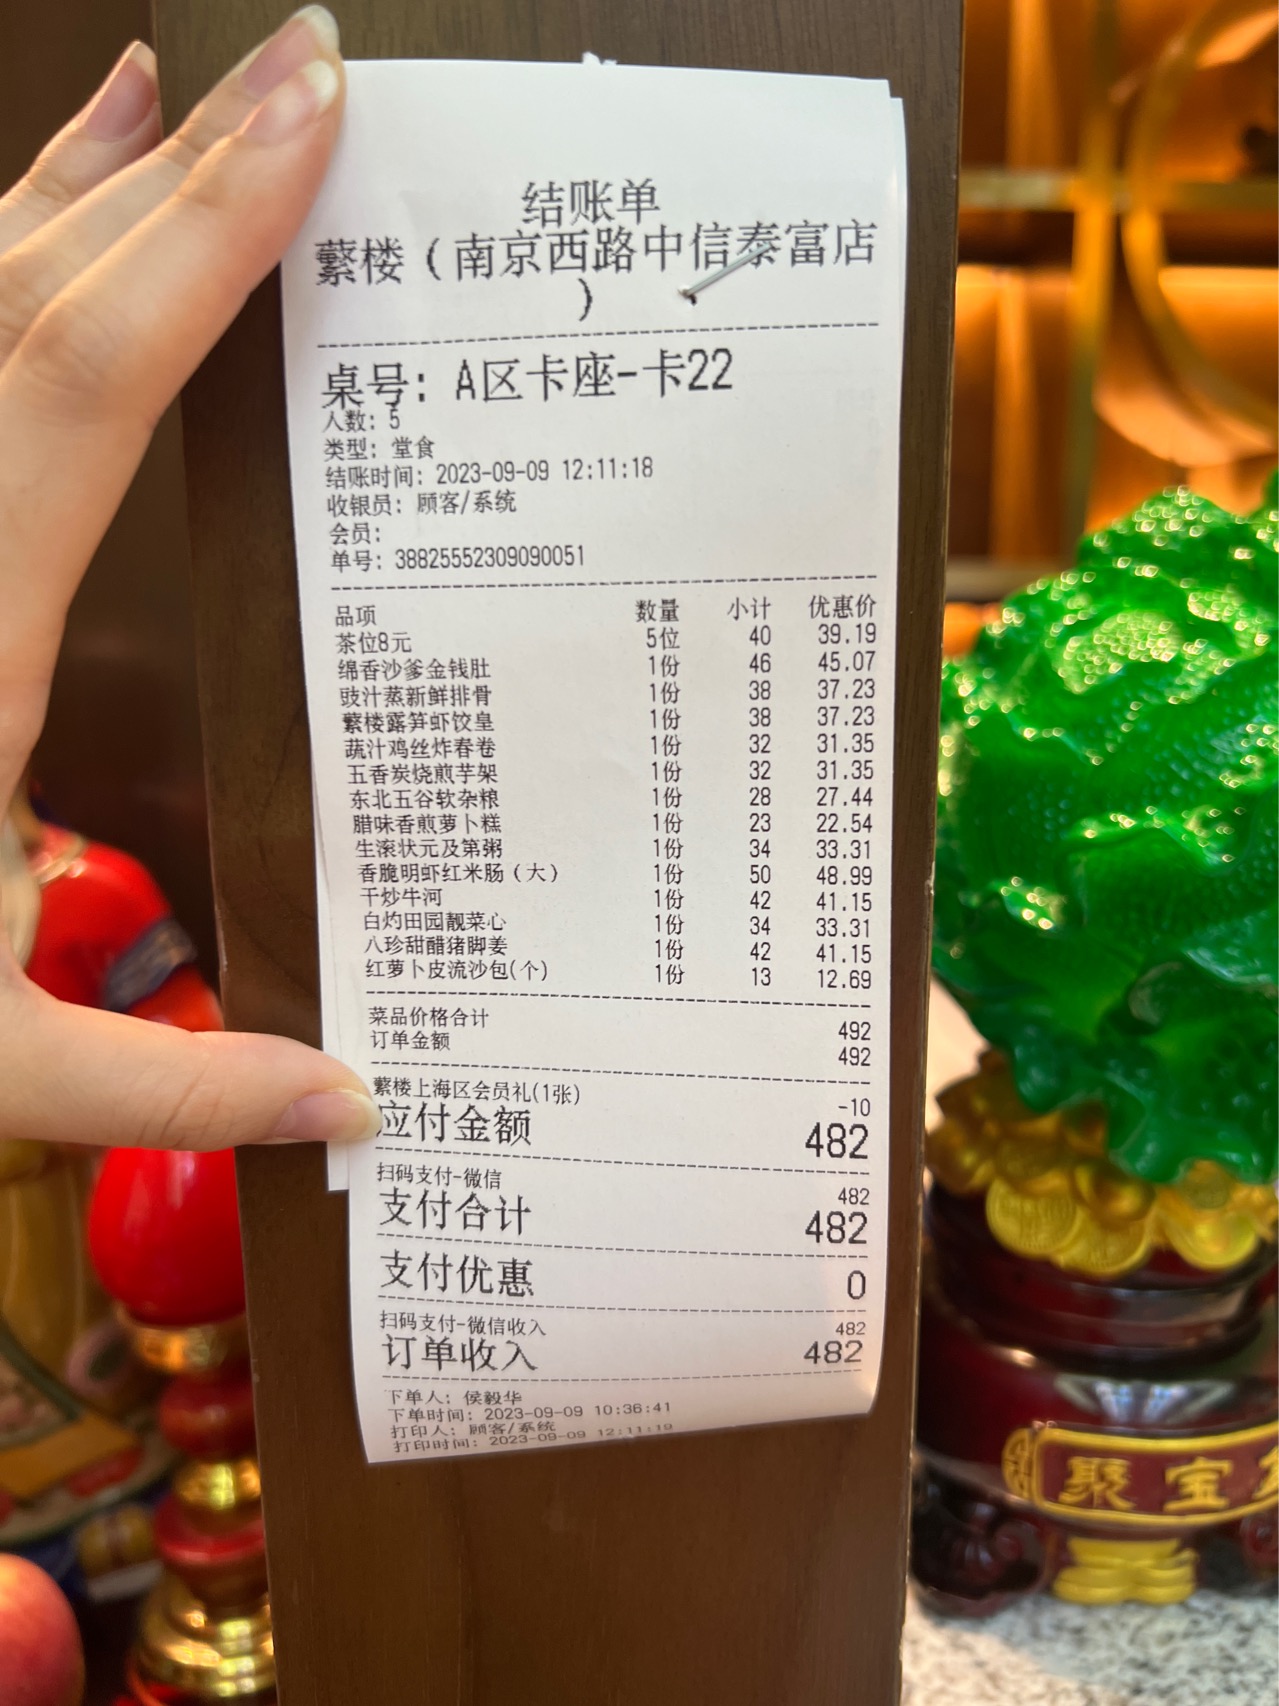 结账单
蘩楼（南京西路中信泰富店
）
桌号：A区卡座-卡22
人数：5
类型：堂食
结账时间：2023-09-09 12:11:18
收银员：顾客/系统
会员：
单号：38825552309090051
品项 数量 小计 优惠价
茶位8元 5位 40 39.19
绵香沙爹金钱肚 1份 46 45.07
豉汁蒸新鲜排骨 1份 38 37.23
蘩楼露笋虾饺皇 1份 38 37.23
蔬汁鸡丝炸春卷 1份 32 31.35
五香炭烧煎芋架 1份 32 31.35
东北五谷软杂粮 1份 28 27.44
腊味香煎萝卜糕 1份 23 22.54
生滚状元及第粥 1份 34 33.31
香脆明虾红米肠（大） 1份 50 48.99
干炒牛河 1份 42 41.15
白灼田园靓菜心 1份 34 33.31
八珍甜醋猪脚姜 1份 42 41.15
红萝卜皮流沙包(个) 1份 13 12.69
菜品价格合计 492
订单金额 492
蘩楼上海区会员礼(1张) -10
应付金额 482
扫码支付-微信 482
支付合计 482
支付优惠 0
扫码支付-微信收入 482
订单收入 482
下单人：侯毅华
下单时间：2023-09-09 10:36:41
打印人：顾客/系统
打印时间：2023-09-09 12:11:19
聚宝